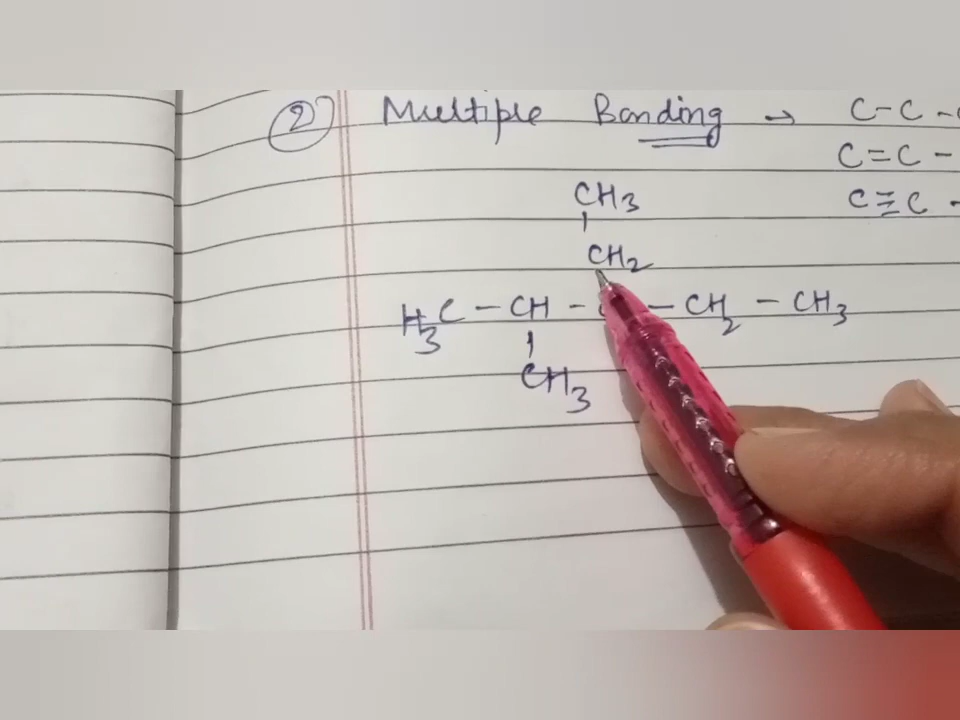 ② Multiple Bonding → C-C -
C=C -
C≡C -
CH3
CH2
H3C - CH - C - CH2 - CH3
CH3